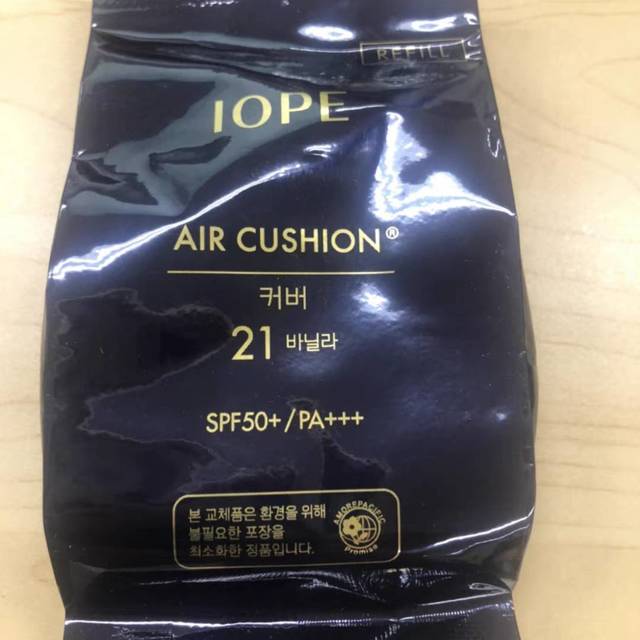 REFILL
IOPE
AIR CUSHION®
커버
21 바닐라
SPF50+/PA+++
본 교체품은 환경을 위해
불필요한 포장을
최소화한 정품입니다.
AMOREPACIFIC
Promise